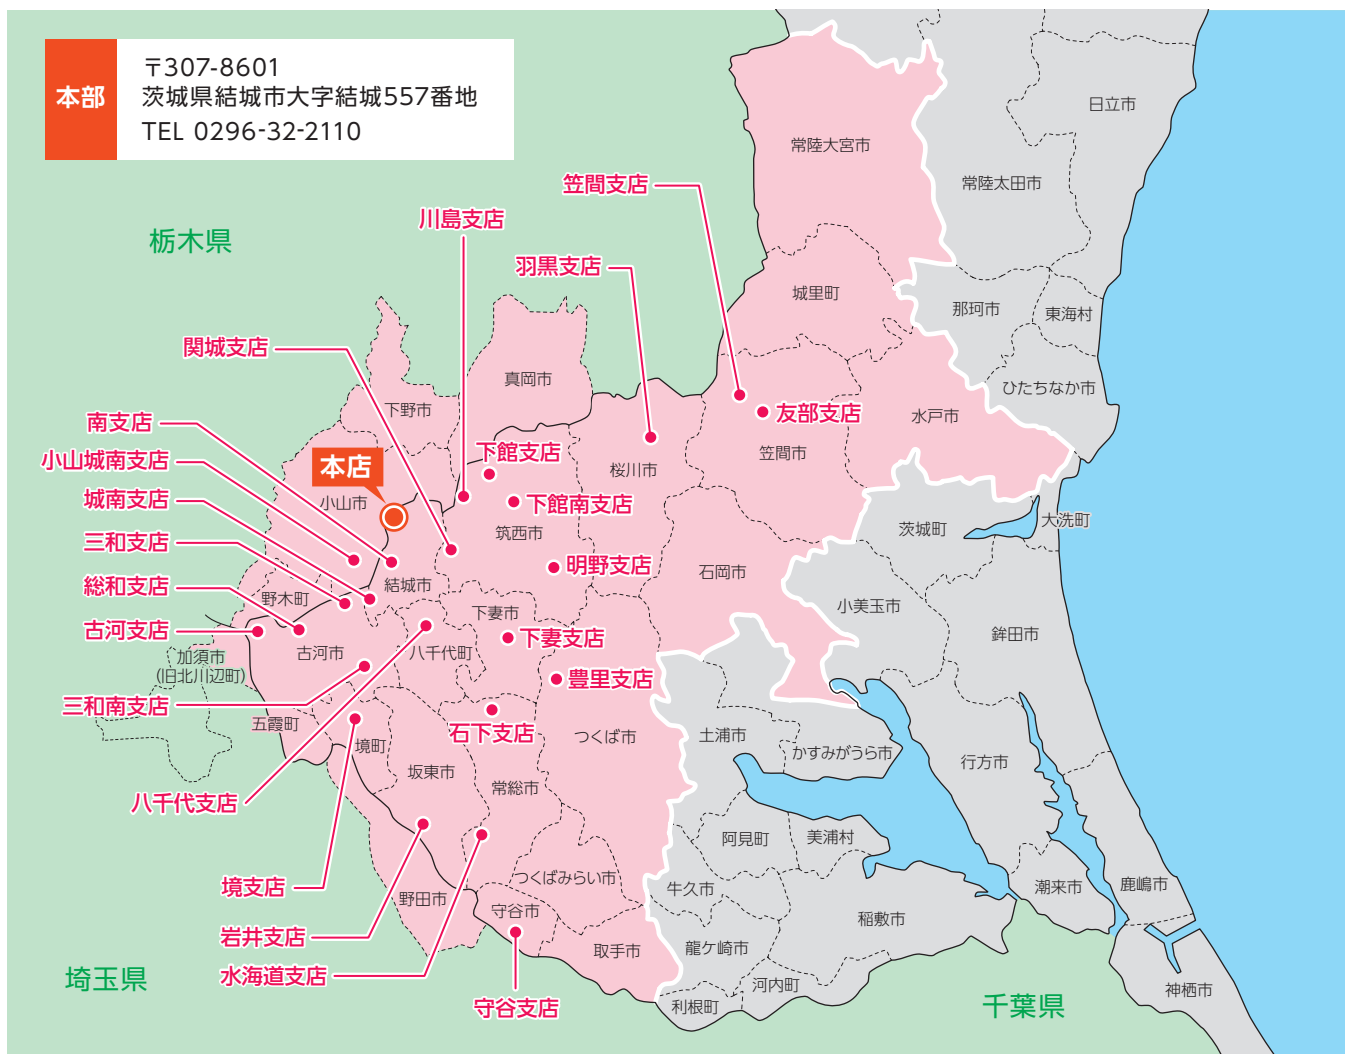 本部
〒307-8601
茨城県結城市大字結城557番地
TEL 0296-32-2110
日立市
常陸大宮市
常陸太田市
笠間支店
川島支店
栃木県
羽黒支店
城里町
那珂市
東海村
関城支店
真岡市
ひたちなか市
下野市
友部支店
水戸市
南支店
下館支店
笠間市
小山城南支店
本店
桜川市
城南支店
小山市
下館南支店
大洗町
茨城町
筑西市
三和支店
明野支店
石岡市
総和支店
結城市
野木町
小美玉市
下妻市
古河支店
鉾田市
下妻支店
加須市
(旧北川辺町)
古河市
八千代町
豊里支店
三和南支店
五霞町
石下支店
つくば市
土浦市
境町
かすみがうら市
行方市
坂東市
常総市
八千代支店
阿見町
美浦村
つくばみらい市
境支店
牛久市
潮来市
鹿嶋市
野田市
守谷市
稲敷市
岩井支店
取手市
龍ケ崎市
水海道支店
埼玉県
河内町
神栖市
守谷支店
利根町
千葉県